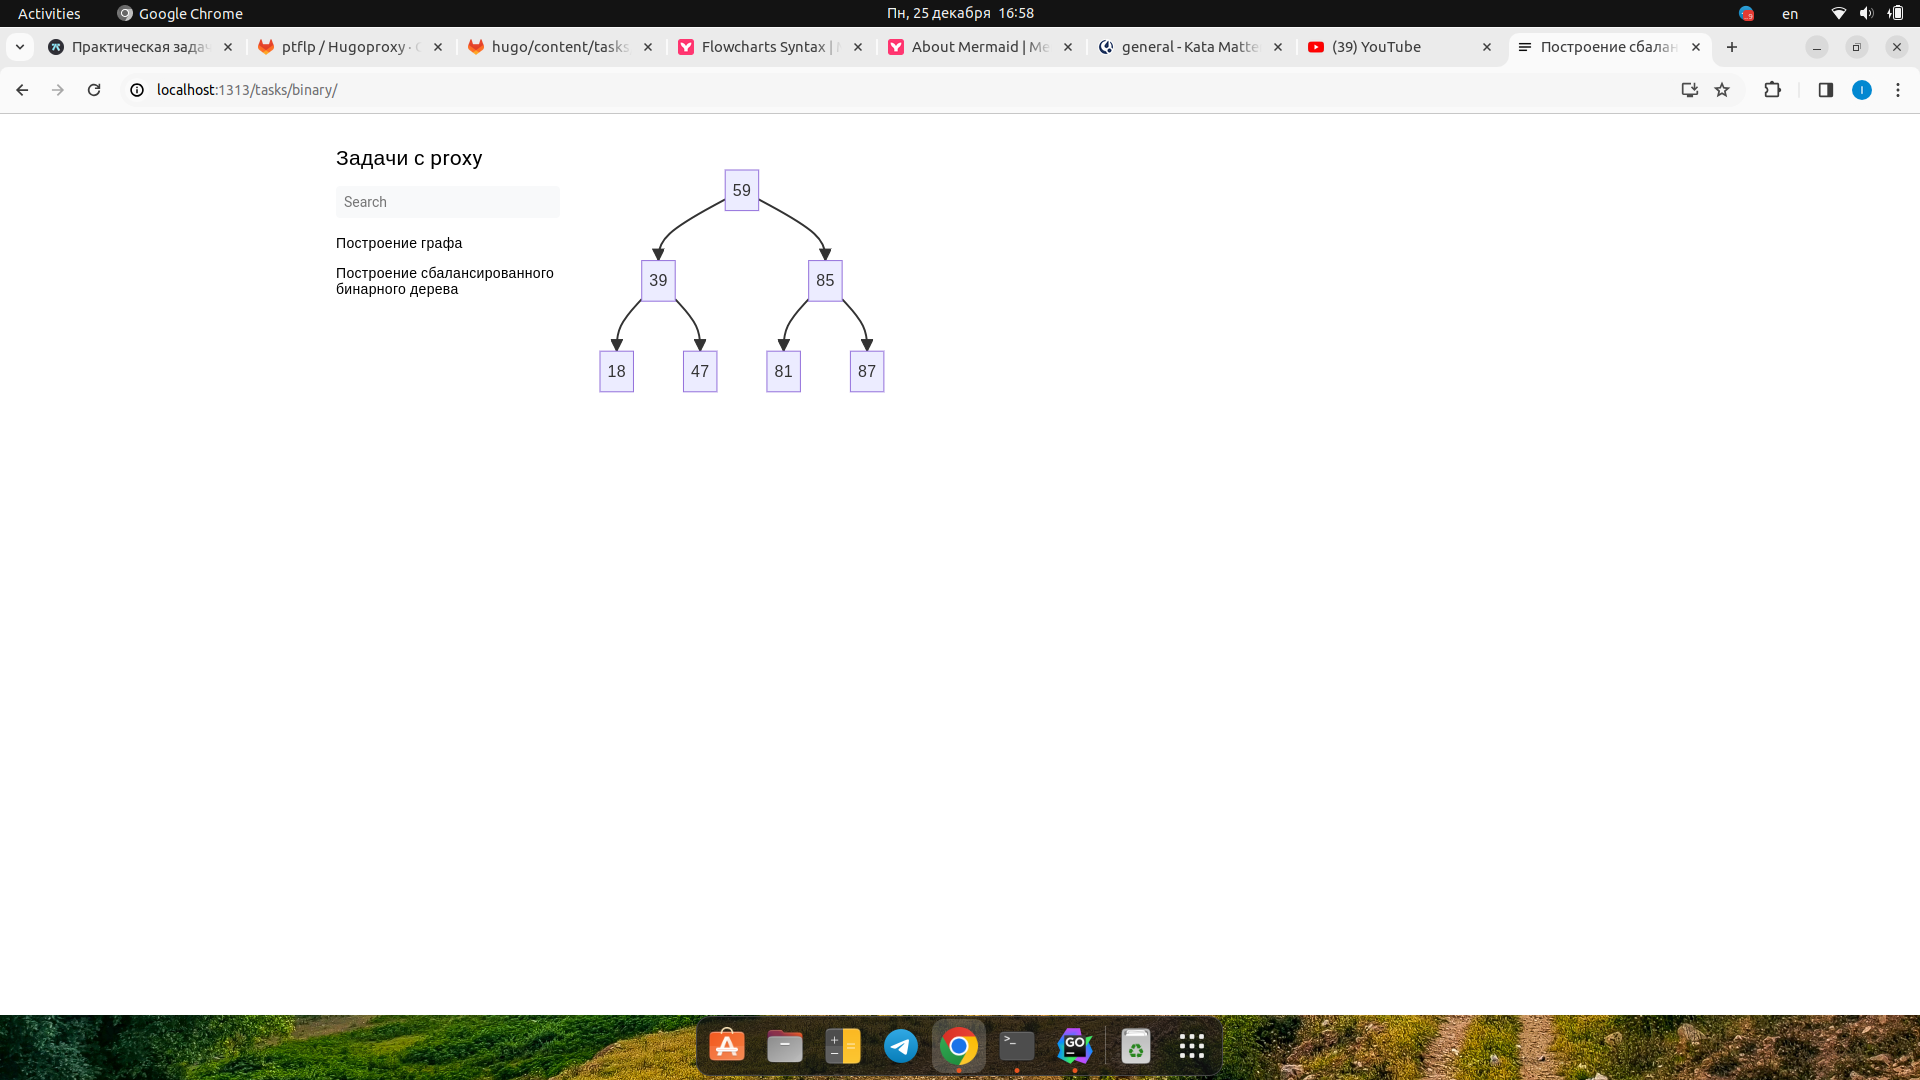 Activities
Google Chrome
Пн, 25 декабря 16:58
en
Практическая задач
ptflp / Hugoproxy ·
hugo/content/tasks
Flowcharts Syntax |
About Mermaid | Me
general - Kata Matte
(39) YouTube
Построение сбалан
localhost:1313/tasks/binary/
I
Задачи с proxy
Search
Построение графа
Построение сбалансированного
бинарного дерева
59
39
85
18
47
81
87
GO